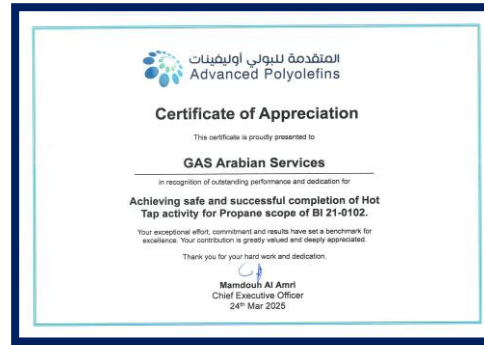 المتقدمة للبولي أوليفينات
Advanced Polyolefins
Certificate of Appreciation
This certificate is proudly presented to
GAS Arabian Services
in recognition of outstanding performance and dedication for
Achieving safe and successful completion of Hot
Tap activity for Propane scope of BI 21-0102.
Your exceptional effort, commitment and results have set a benchmark for
excellence. Your contribution is greatly valued and deeply appreciated.
Thank you for your hard work and dedication.
Mamdouh Al Amri
Chief Executive Officer
24th Mar 2025